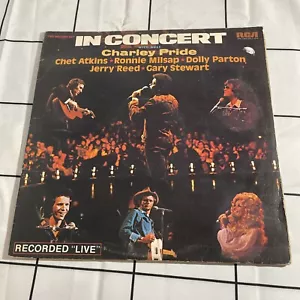 RCA
IN CONCERT
Charley Pride
Chet Atkins • Ronnie Milsap • Dolly Parton
Jerry Reed • Gary Stewart
RECORDED "LIVE"